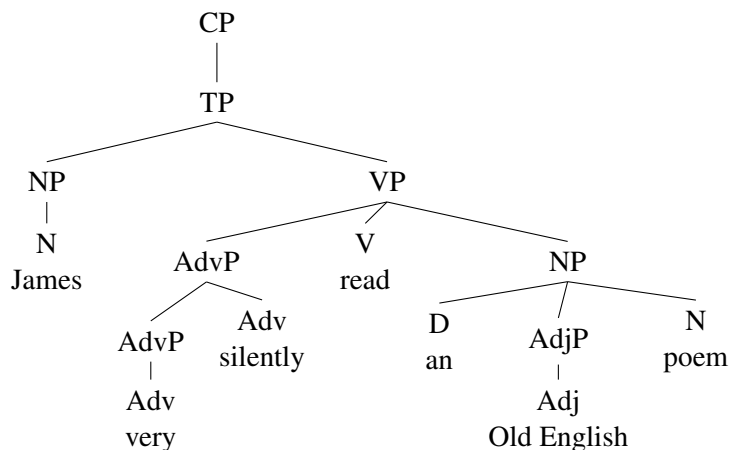 CP
TP
NP VP
N AdvP V NP
James read
AdvP Adv D AdjP N
silently an poem
Adv Adj
very Old English